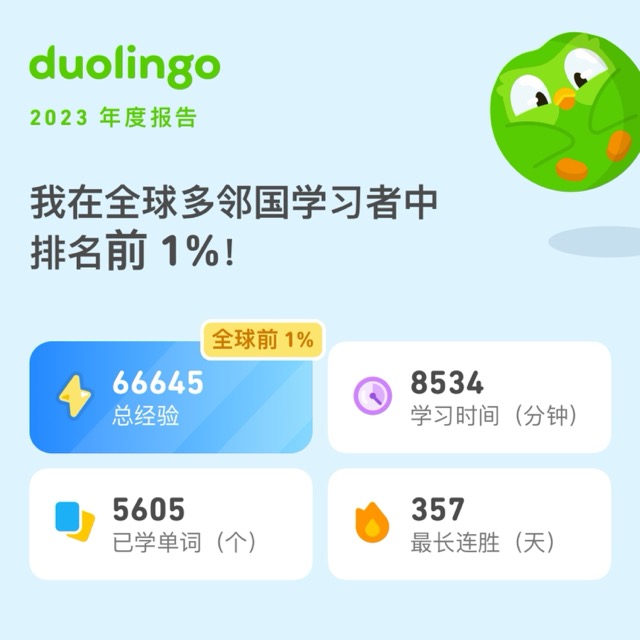 duolingo
2023 年度报告
我在全球多邻国学习者中
排名前 1%!
全球前 1%
66645
总经验
8534
学习时间（分钟）
5605
已学单词（个）
357
最长连胜（天）